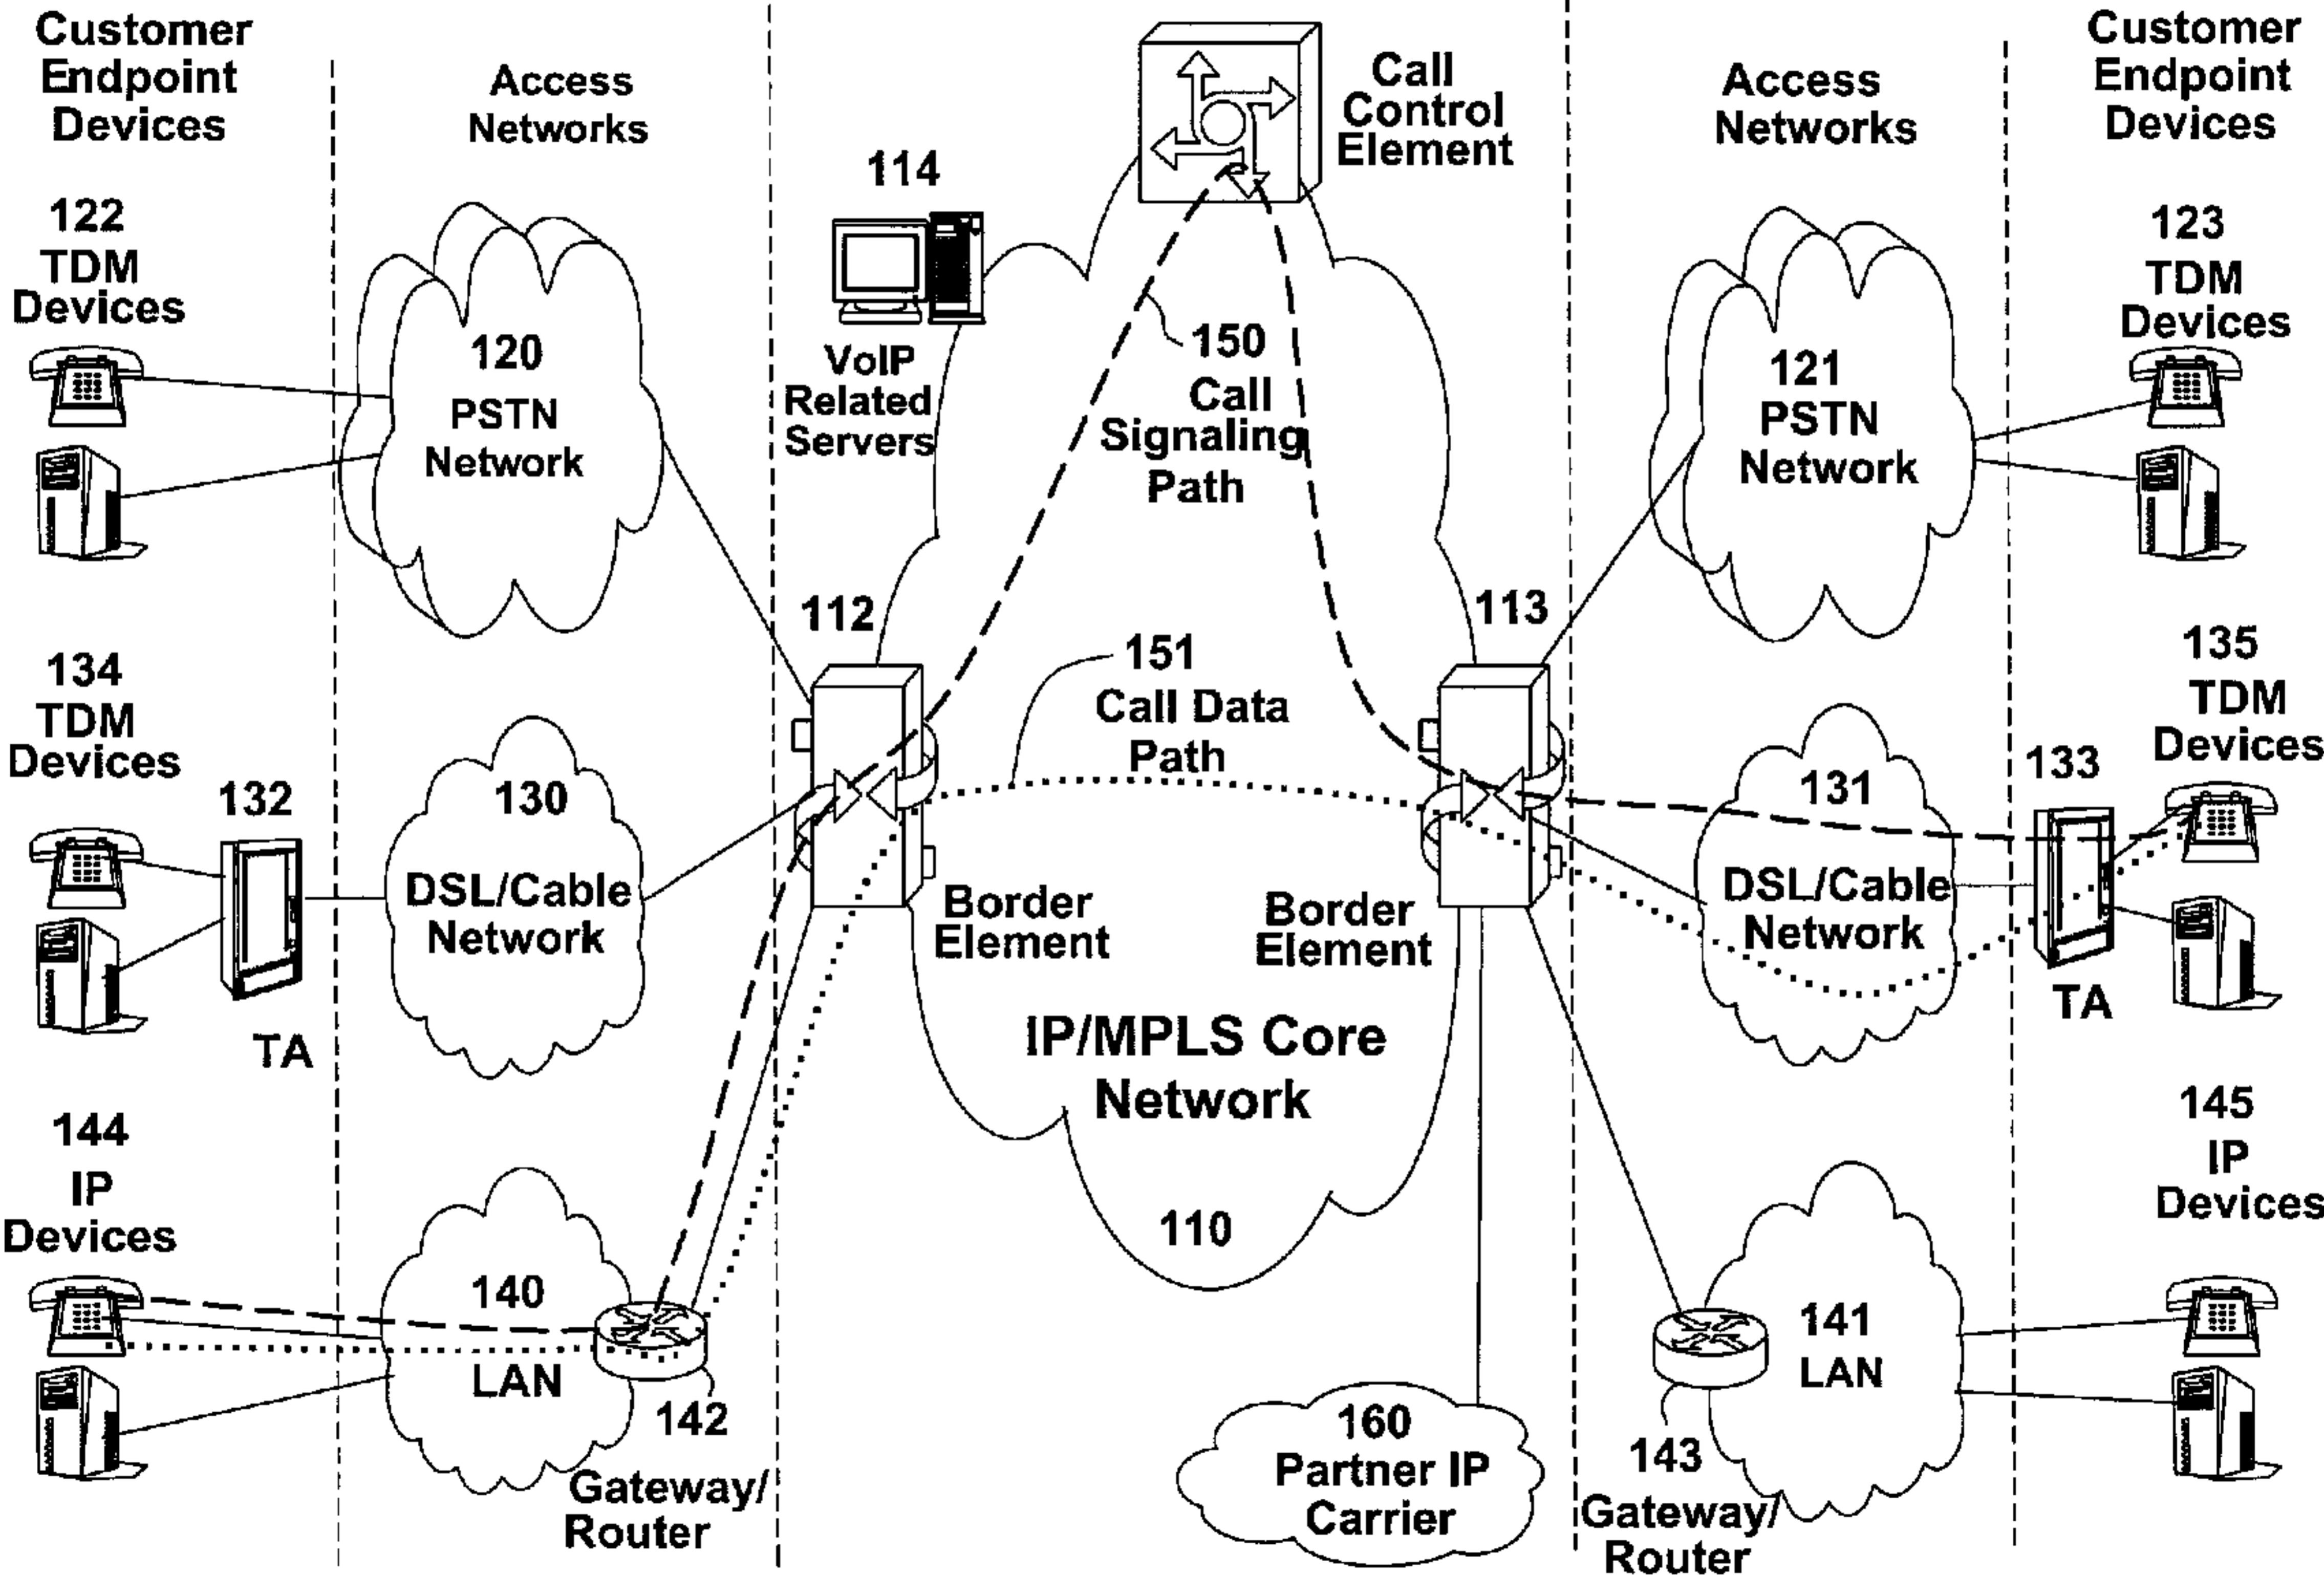 Customer
Endpoint
Devices
Access
Networks
Call
Control
Element
Access
Networks
Customer
Endpoint
Devices
114
VoIP
Related
Servers
122
TDM
Devices
120
PSTN
Network
150
Call
Signaling
Path
121
PSTN
Network
123
TDM
Devices
112
113
151
Call Data
Path
134
TDM
Devices
132
TA
130
DSL/Cable
Network
Border
Element
Border
Element
131
DSL/Cable
Network
133
TA
135
TDM
Devices
IP/MPLS Core
Network
110
144
IP
Devices
140
LAN
142
Gateway/
Router
160
Partner IP
Carrier
143
Gateway/
Router
141
LAN
145
IP
Devices